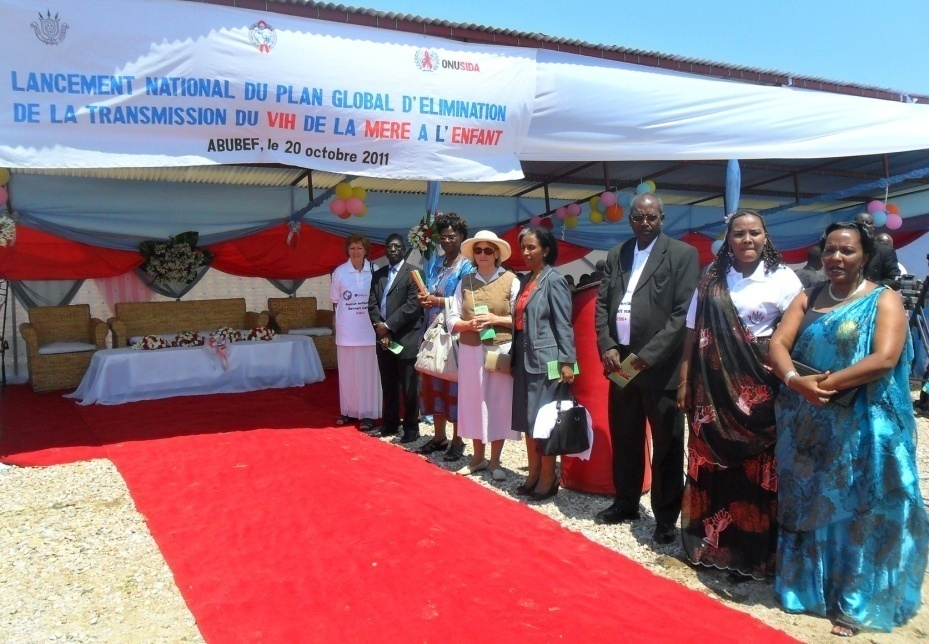 ONUSIDA
LANCEMENT NATIONAL DU PLAN GLOBAL D'ELIMINATION
DE LA TRANSMISSION DU VIH DE LA MERE A L'ENFANT
ABUBEF, le 20 octobre 2011